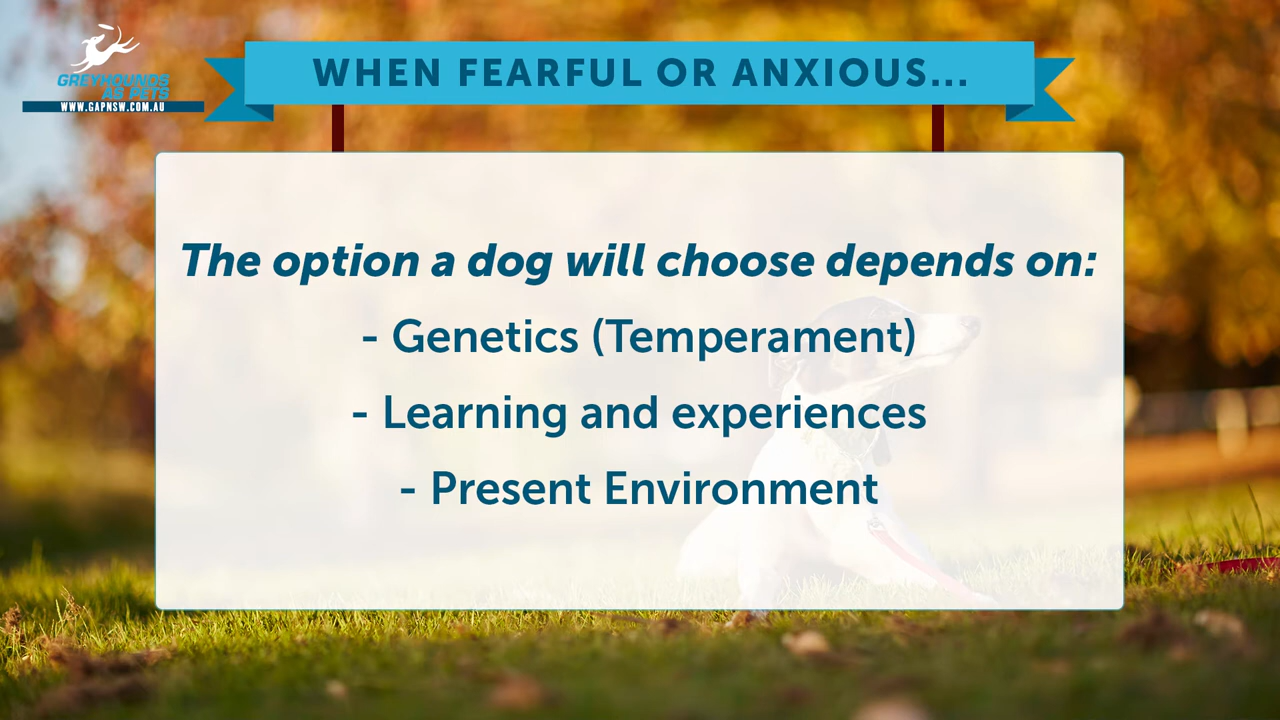 GREYHOUNDS
AS PETS
WWW.GAPNSW.COM.AU
WHEN FEARFUL OR ANXIOUS...
The option a dog will choose depends on:
- Genetics (Temperament)
- Learning and experiences
- Present Environment